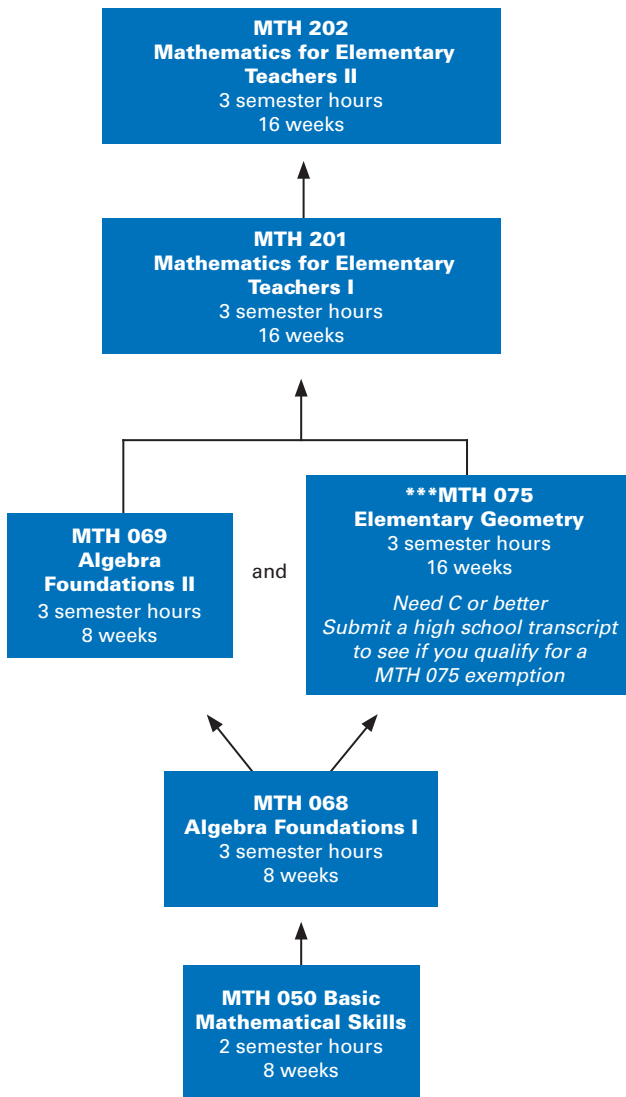 MTH 202
Mathematics for Elementary
Teachers II
3 semester hours
16 weeks
MTH 201
Mathematics for Elementary
Teachers I
3 semester hours
16 weeks
MTH 069
Algebra
Foundations II
3 semester hours
8 weeks
and
***MTH 075
Elementary Geometry
3 semester hours
16 weeks
Need C or better
Submit a high school transcript
to see if you qualify for a
MTH 075 exemption
MTH 068
Algebra Foundations I
3 semester hours
8 weeks
MTH 050 Basic
Mathematical Skills
2 semester hours
8 weeks